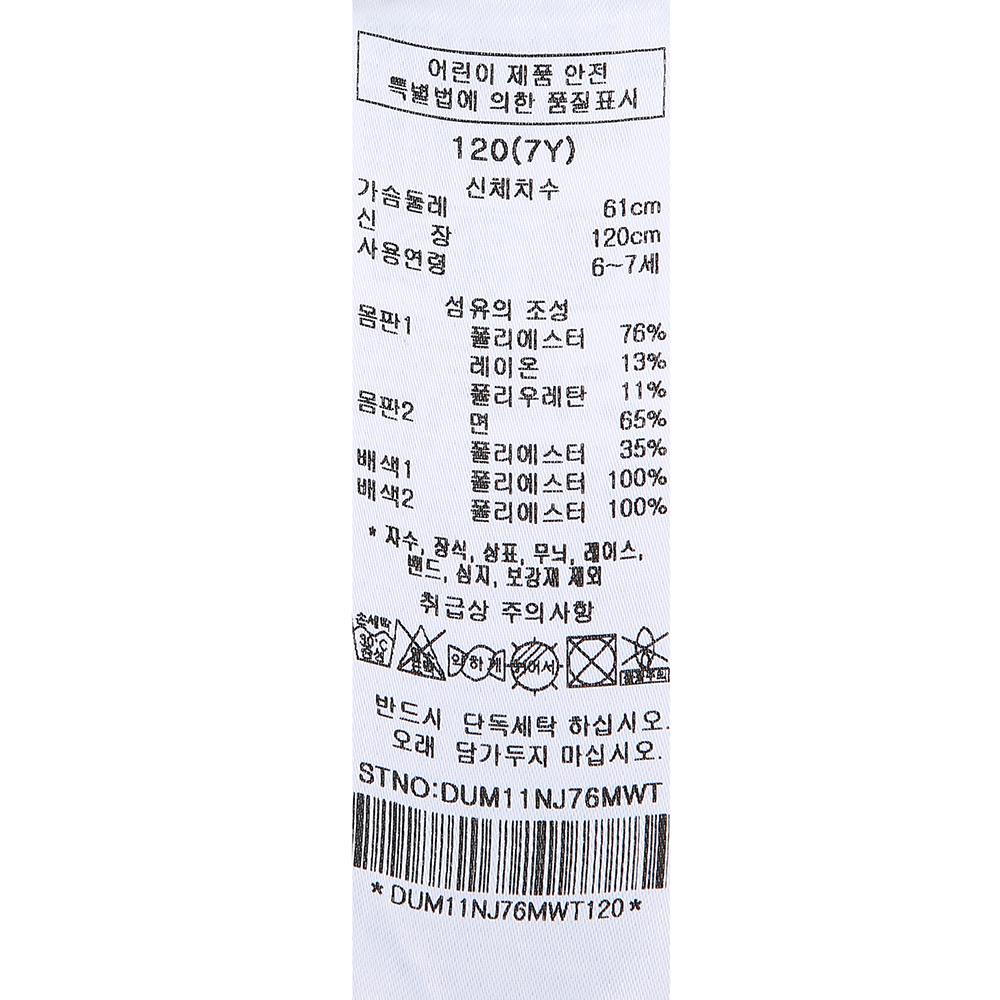 어린이 제품 안전
특별법에 의한 품질표시
120(7Y)
신체치수
가슴둘레 61cm
신 장 120cm
사용연령 6~7세
섬유의 조성
몸판1 폴리에스터 76%
레이온 13%
폴리우레탄 11%
몸판2 면 65%
폴리에스터 35%
배색1 폴리에스터 100%
배색2 폴리에스터 100%
* 자수, 장식, 상표, 무늬, 레이스,
밴드, 심지, 보강재 제외
취급상 주의사항
손세탁
30℃
중성
약하게
뉘어서
반드시 단독세탁 하십시오.
오래 담가두지 마십시오.
STNO:DUM11NJ76MWT
*DUM11NJ76MWT120*